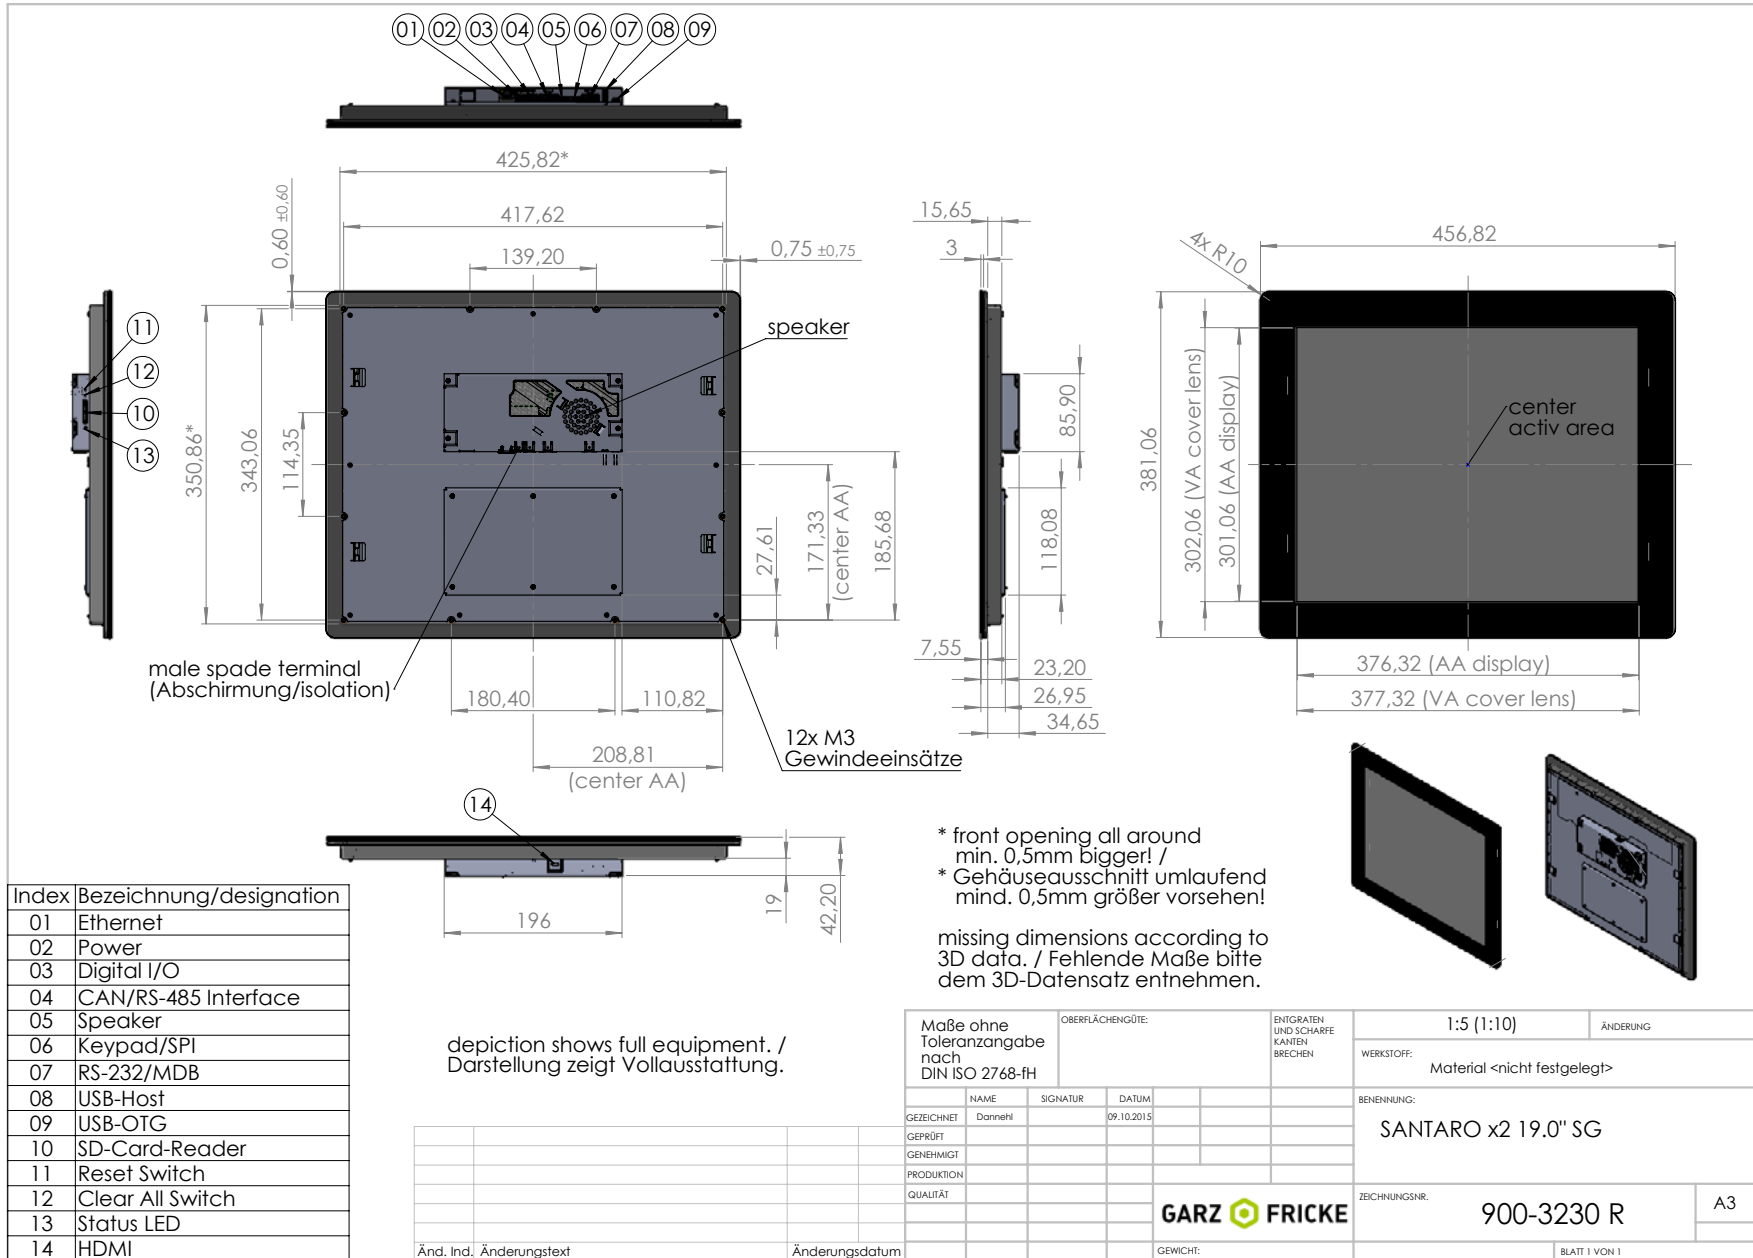 01 02 03 04 05 06 07 08 09
425,82*
417,62
139,20
0,60 ±0,60
0,75 ±0,75
speaker
11
12
10
13
350,86*
343,06
114,35
27,61
171,33
(center AA)
185,68
male spade terminal
(Abschirmung/isolation)
180,40
110,82
208,81
(center AA)
12x M3
Gewindeeinsätze
15,65
3
85,90
118,08
7,55
23,20
26,95
34,65
4x R10
456,82
381,06
302,06 (VA cover lens)
301,06 (AA display)
center
activ area
376,32 (AA display)
377,32 (VA cover lens)
14
196
19
42,20
* front opening all around
min. 0,5mm bigger! /
* Gehäuseausschnitt umlaufend
mind. 0,5mm größer vorsehen!
missing dimensions according to
3D data. / Fehlende Maße bitte
dem 3D-Datensatz entnehmen.
Index Bezeichnung/designation
01 Ethernet
02 Power
03 Digital I/O
04 CAN/RS-485 Interface
05 Speaker
06 Keypad/SPI
07 RS-232/MDB
08 USB-Host
09 USB-OTG
10 SD-Card-Reader
11 Reset Switch
12 Clear All Switch
13 Status LED
14 HDMI
depiction shows full equipment. /
Darstellung zeigt Vollausstattung.
Änd. Ind. Änderungstext Änderungsdatum
Maße ohne
Toleranzangabe
nach
DIN ISO 2768-fH
OBERFLÄCHENGÜTE:
ENTGRATEN
UND SCHARFE
KANTEN
BRECHEN
1:5 (1:10)
ÄNDERUNG
WERKSTOFF:
Material <nicht festgelegt>
NAME SIGNATUR DATUM
GEZEICHNET Dannehl 09.10.2015
GEPRÜFT
GENEHMIGT
PRODUKTION
QUALITÄT
BENENNUNG:
SANTARO x2 19.0" SG
GARZ FRICKE
ZEICHNUNGSNR.
900-3230 R
A3
GEWICHT:
BLATT 1 VON 1